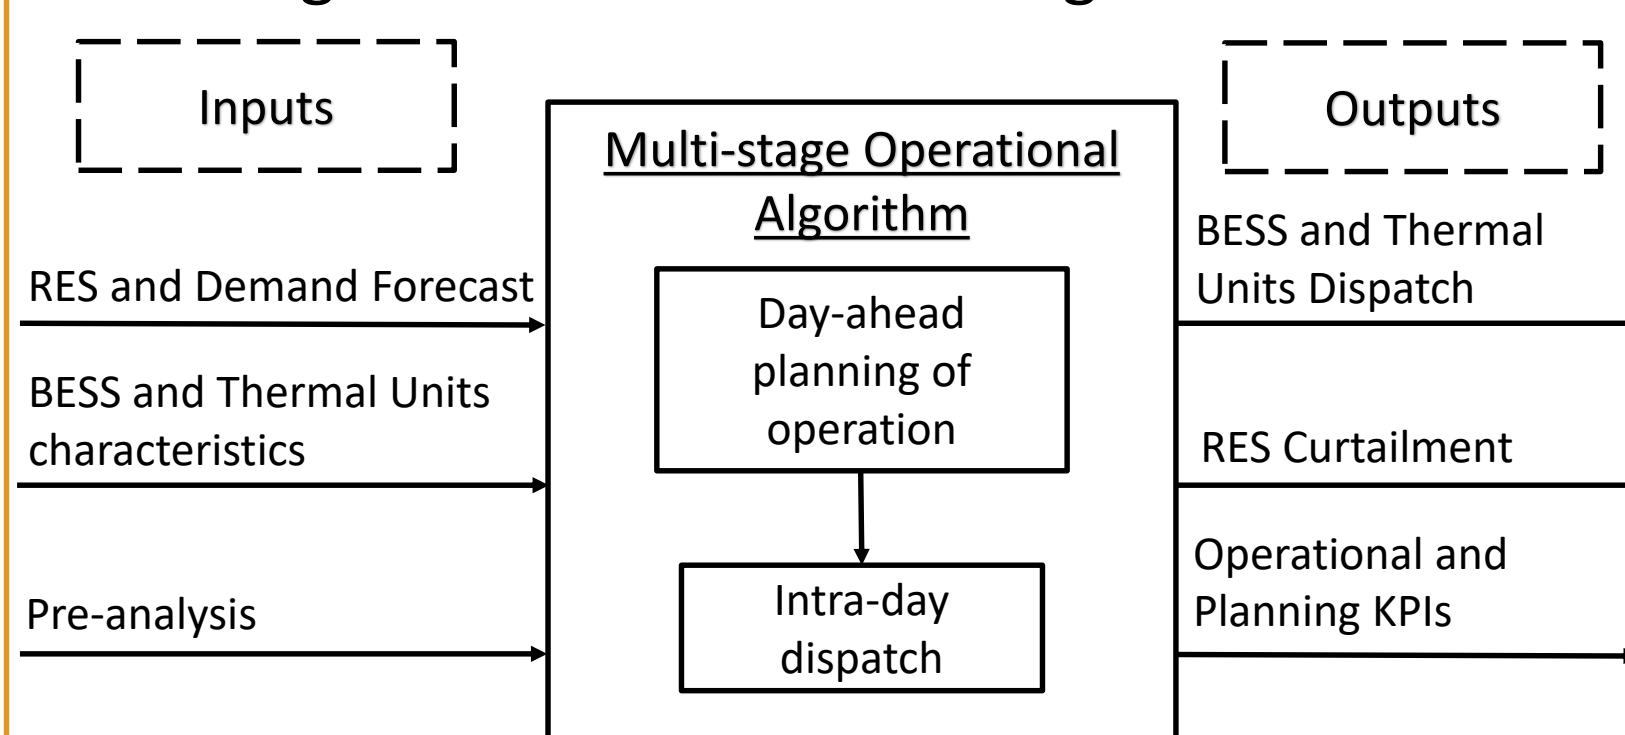 Inputs
RES and Demand Forecast
BESS and Thermal Units
characteristics
Pre-analysis
Multi-stage Operational
Algorithm
Day-ahead
planning of
operation
Intra-day
dispatch
Outputs
BESS and Thermal
Units Dispatch
RES Curtailment
Operational and
Planning KPIs